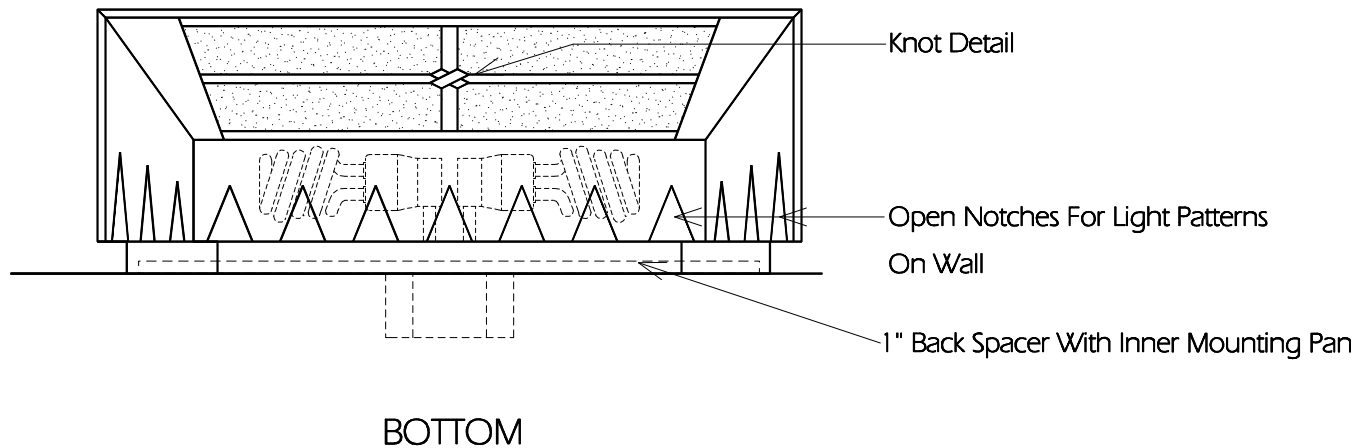 Knot Detail
Open Notches For Light Patterns
On Wall
1" Back Spacer With Inner Mounting Pan
BOTTOM